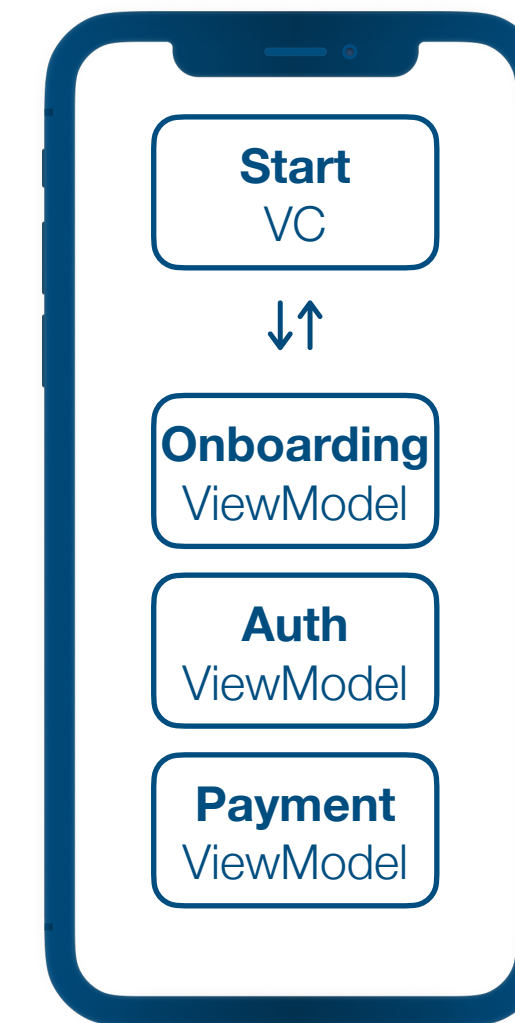 Start
VC
↓↑
Onboarding
ViewModel
Auth
ViewModel
Payment
ViewModel